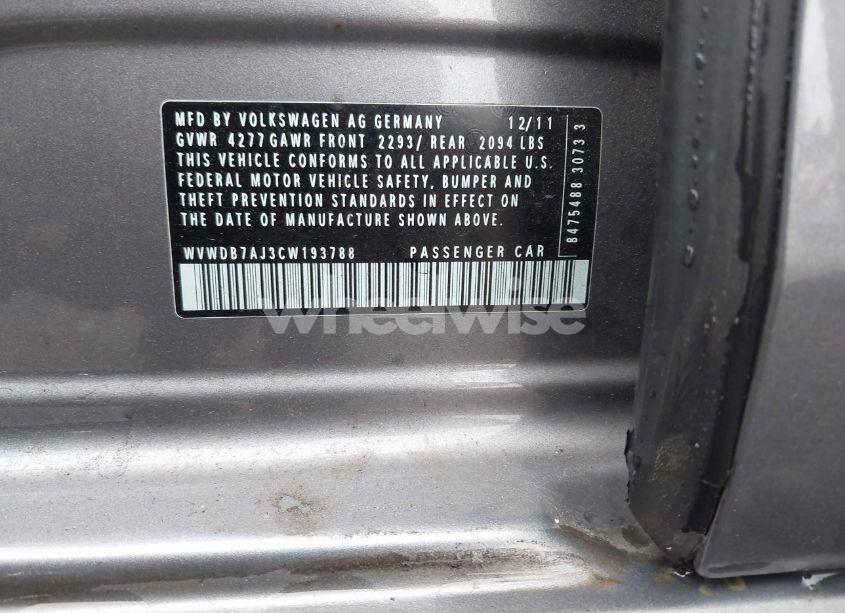 MFD BY VOLKSWAGEN AG GERMANY 12/11
GVWR 4277 GAWR FRONT 2293/ REAR 2094 LBS
THIS VEHICLE CONFORMS TO ALL APPLICABLE U.S.
FEDERAL MOTOR VEHICLE SAFETY, BUMPER AND
THEFT PREVENTION STANDARDS IN EFFECT ON
THE DATE OF MANUFACTURE SHOWN ABOVE.
WVWDB7AJ3CW193788 PASSENGER CAR
8475488 3073 3
wheelwise